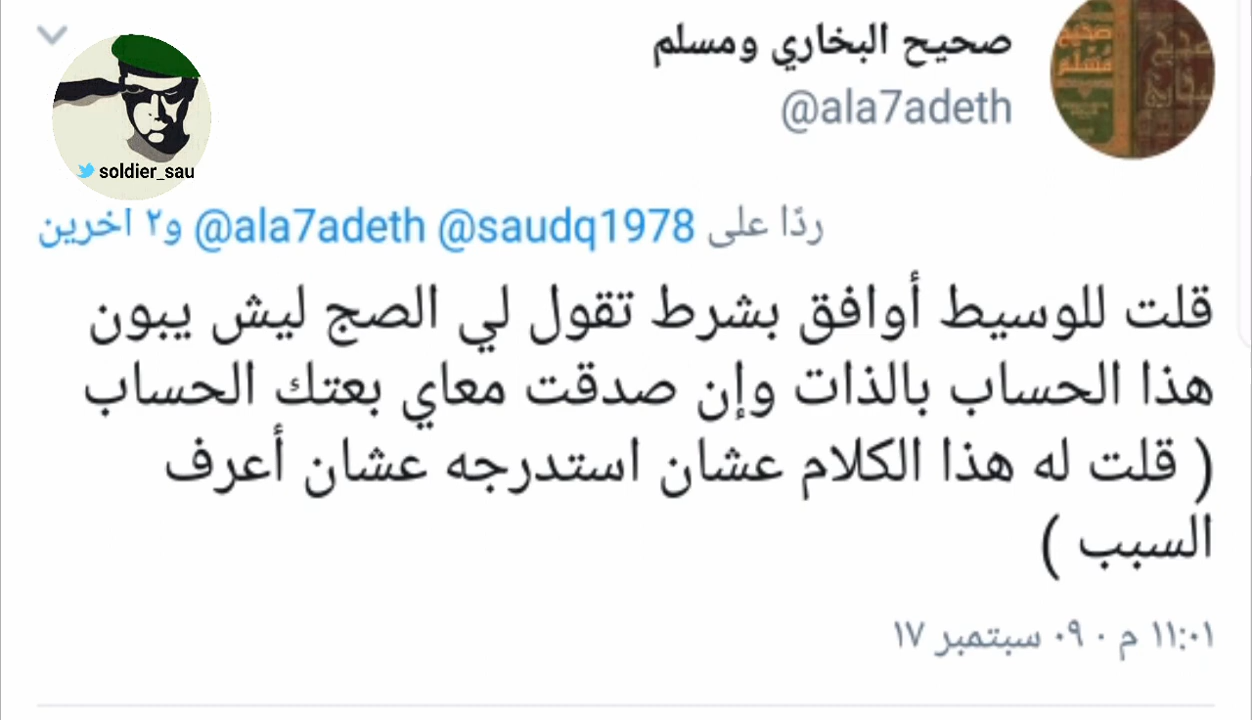 صحيح البخاري ومسلم
@ala7adeth
soldier_sau
ردًا على @ala7adeth @saudq1978 و٢ اخرين
قلت للوسيط أوافق بشرط تقول لي الصج ليش يبون
هذا الحساب بالذات وإن صدقت معاي بعتك الحساب
( قلت له هذا الكلام عشان استدرجه عشان أعرف
السبب )
١١:٠١ م · ٠٩ سبتمبر ١٧
صحيح
مسلم